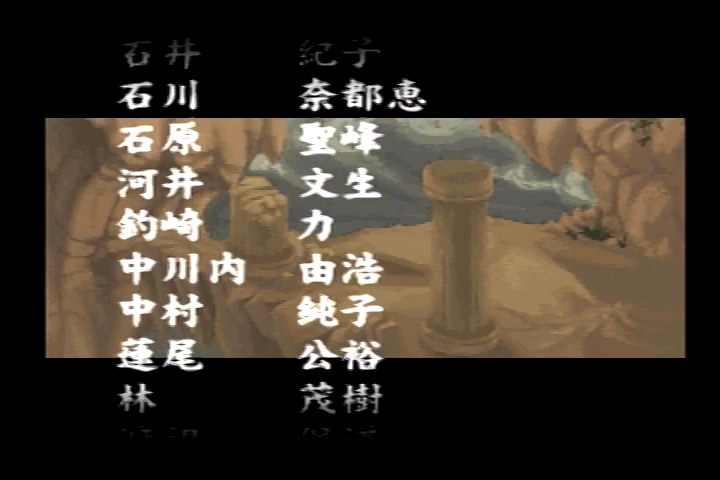 石井 紀子
石川 奈都恵
石原 聖峰
河井 文生
釣崎 力
中川内 由浩
中村 純子
蓮尾 公裕
林 茂樹